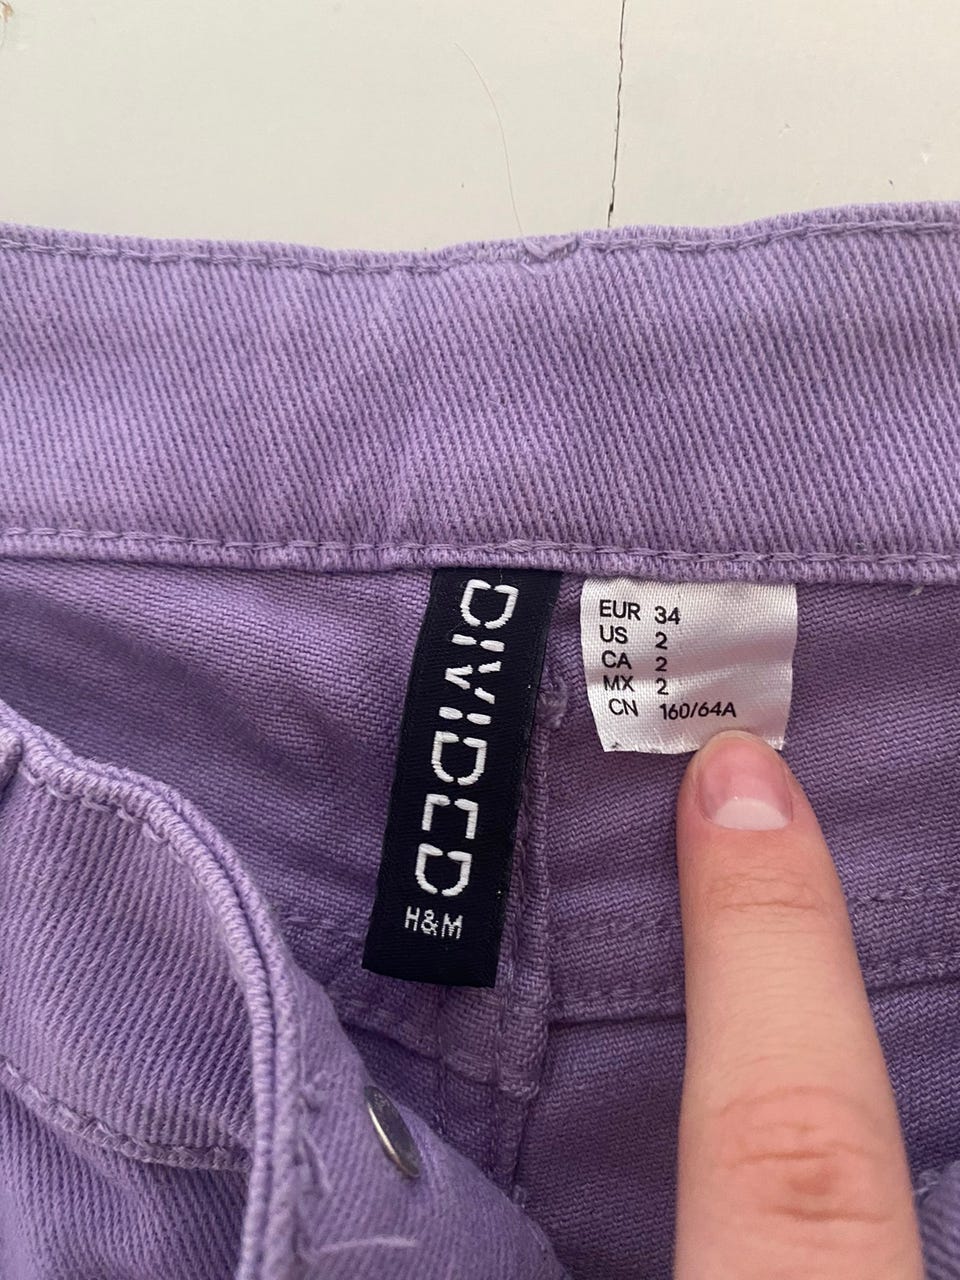 DIVIDED
H&M
EUR 34
US 2
CA 2
MX 2
CN 160/64A